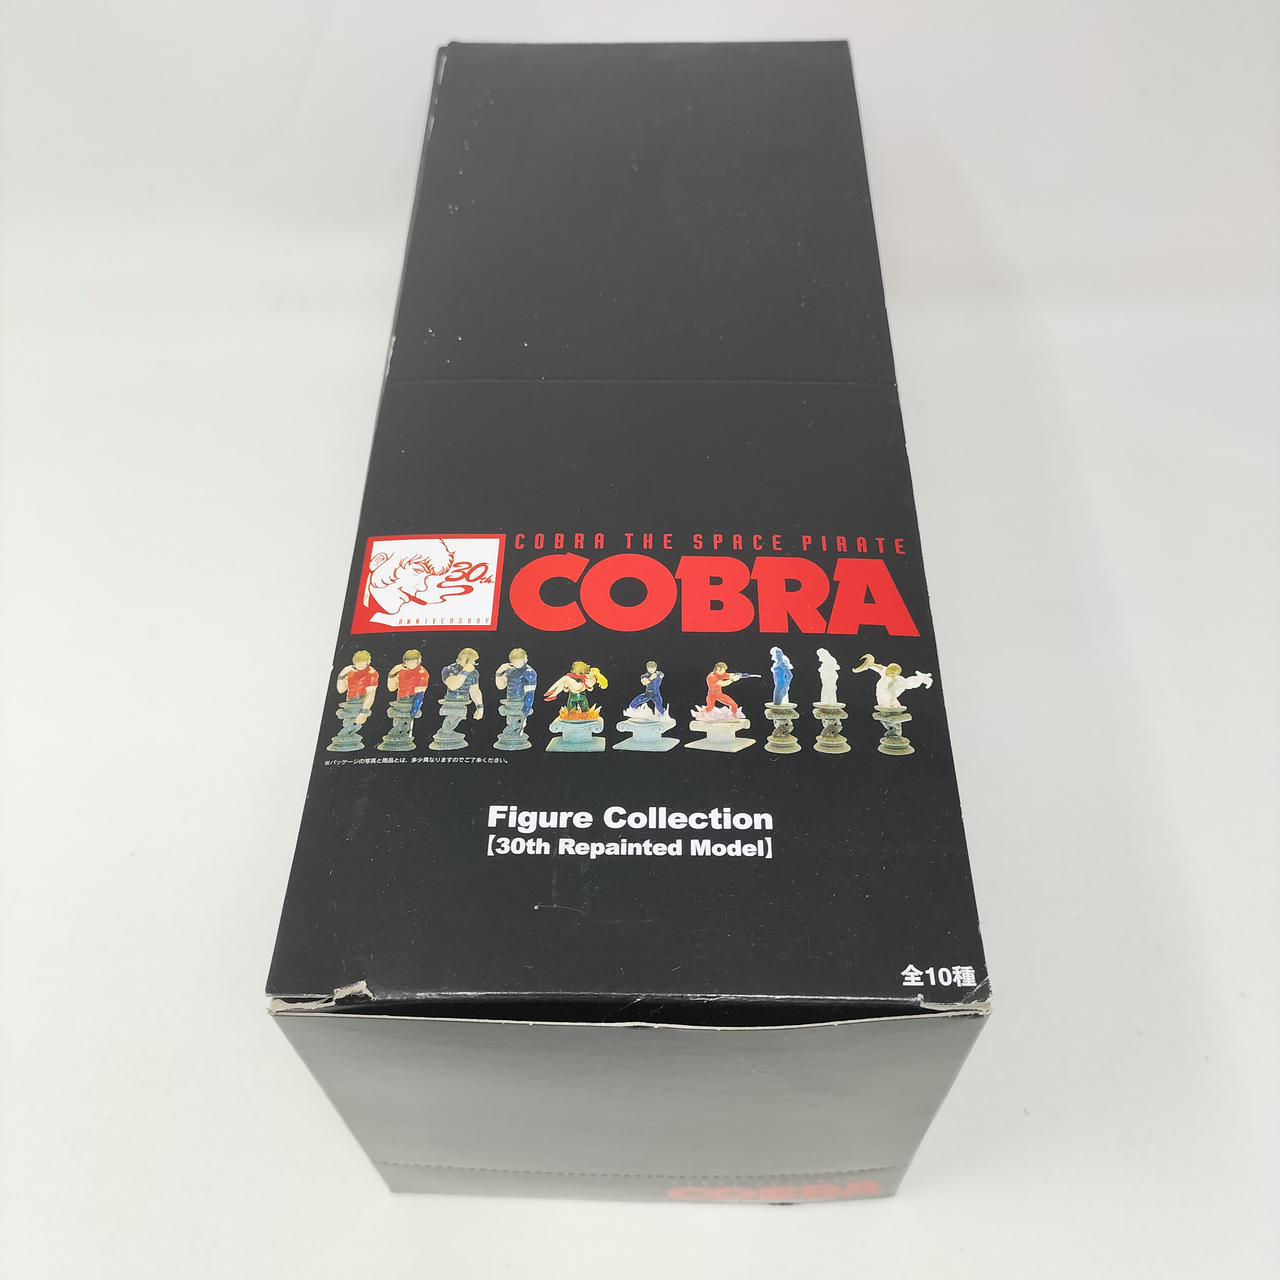 COBRA THE SPACE PIRATE
30th
ANNIVERSARY
COBRA
※パッケージの写真と商品とは、多少異なりますのでご了承ください。
Figure Collection
【30th Repainted Model】
全10種
COBRA